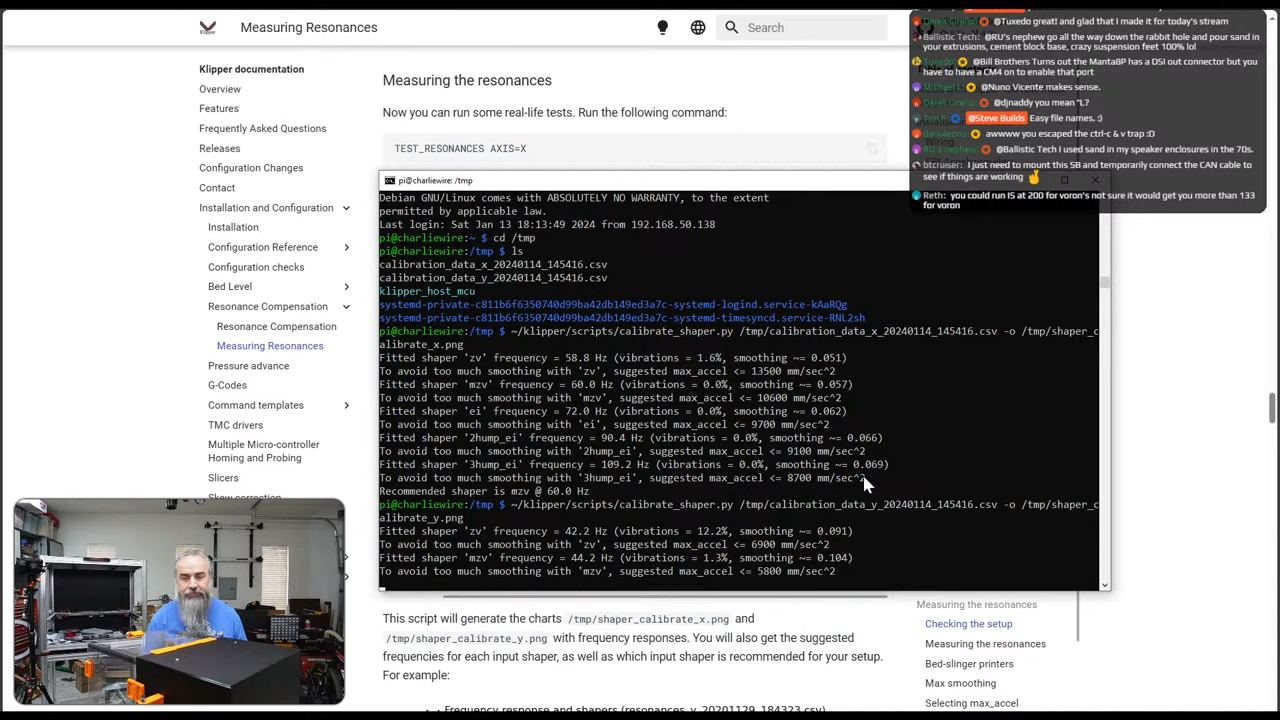 Klipper
Measuring Resonances
Search
Klipper documentation
Overview
Features
Frequently Asked Questions
Releases
Configuration Changes
Contact
Installation and Configuration
Installation
Configuration Reference
Configuration checks
Bed Level
Resonance Compensation
Resonance Compensation
Measuring Resonances
Pressure advance
G-Codes
Command templates
TMC drivers
Multiple Micro-controller
Homing and Probing
Slicers
Skew correction
Measuring the resonances
Now you can run some real-life tests. Run the following command:
TEST_RESONANCES AXIS=X
pi@charliewire: /tmp
Debian GNU/Linux comes with ABSOLUTELY NO WARRANTY, to the extent
permitted by applicable law.
Last login: Sat Jan 13 18:13:49 2024 from 192.168.50.138
pi@charliewire:~ $ cd /tmp
pi@charliewire:/tmp $ ls
calibration_data_x_20240114_145416.csv
calibration_data_y_20240114_145416.csv
klipper_host_mcu
systemd-private-c811b6f6350740d99ba42db149ed3a7c-systemd-logind.service-kAaRQg
systemd-private-c811b6f6350740d99ba42db149ed3a7c-systemd-timesyncd.service-RNL2sh
pi@charliewire:/tmp $ ~/klipper/scripts/calibrate_shaper.py /tmp/calibration_data_x_20240114_145416.csv -o /tmp/shaper_c
alibrate_x.png
Fitted shaper 'zv' frequency = 58.8 Hz (vibrations = 1.6%, smoothing ~= 0.051)
To avoid too much smoothing with 'zv', suggested max_accel <= 13500 mm/sec^2
Fitted shaper 'mzv' frequency = 60.0 Hz (vibrations = 0.0%, smoothing ~= 0.057)
To avoid too much smoothing with 'mzv', suggested max_accel <= 10600 mm/sec^2
Fitted shaper 'ei' frequency = 72.0 Hz (vibrations = 0.0%, smoothing ~= 0.062)
To avoid too much smoothing with 'ei', suggested max_accel <= 9700 mm/sec^2
Fitted shaper '2hump_ei' frequency = 90.4 Hz (vibrations = 0.0%, smoothing ~= 0.066)
To avoid too much smoothing with '2hump_ei', suggested max_accel <= 9100 mm/sec^2
Fitted shaper '3hump_ei' frequency = 109.2 Hz (vibrations = 0.0%, smoothing ~= 0.069)
To avoid too much smoothing with '3hump_ei', suggested max_accel <= 8700 mm/sec^2
Recommended shaper is mzv @ 60.0 Hz
pi@charliewire:/tmp $ ~/klipper/scripts/calibrate_shaper.py /tmp/calibration_data_y_20240114_145416.csv -o /tmp/shaper_c
alibrate_y.png
Fitted shaper 'zv' frequency = 42.2 Hz (vibrations = 12.2%, smoothing ~= 0.091)
To avoid too much smoothing with 'zv', suggested max_accel <= 6900 mm/sec^2
Fitted shaper 'mzv' frequency = 44.2 Hz (vibrations = 1.3%, smoothing ~= 0.104)
To avoid too much smoothing with 'mzv', suggested max_accel <= 5800 mm/sec^2
This script will generate the charts /tmp/shaper_calibrate_x.png and
/tmp/shaper_calibrate_y.png with frequency responses. You will also get the suggested
frequencies for each input shaper, as well as which input shaper is recommended for your setup.
For example:
Frequency response and shapers (resonances_y_20201129_184323.csv)
Derek Cirello: @Tuxedo great! and glad that I made it for today's stream
Ballistic Tech: @RU's nephew go all the way down the rabbit hole and pour sand in
your extrusions, cement block base, crazy suspension feet 100% lol
Tuxedo: @Bill Brothers Turns out the Manta8P has a DSI out connector but you
have to have a CM4 on to enable that port
Michael L: @Nuno Vicente makes sense.
Derek Cirello: @djnaddy you mean "L?
Tim F: @Steve Builds Easy file names. :)
dark4eons: awwww you escaped the ctrl-c & v trap :D
RU's nephew: @Ballistic Tech I used sand in my speaker enclosures in the 70s.
btcruiser: I just need to mount this SB and temporarily connect the CAN cable to
see if things are working
Reth: you could run IS at 200 for voron's not sure it would get you more than 133
for voron
Measuring the resonances
Checking the setup
Measuring the resonances
Bed-slinger printers
Max smoothing
Selecting max_accel